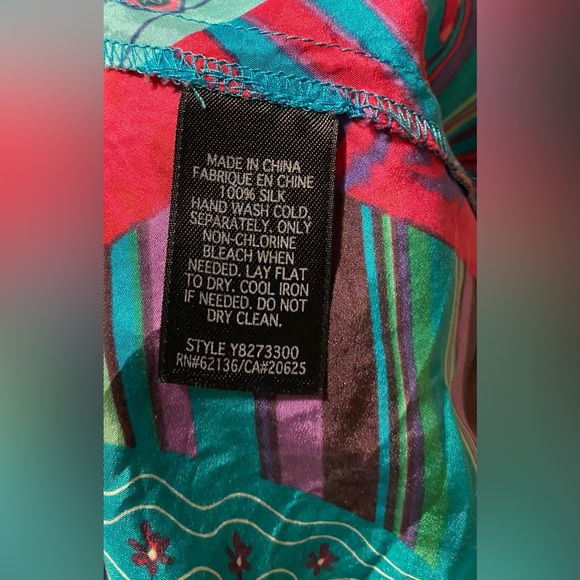 MADE IN CHINA
FABRIQUE EN CHINE
100% SILK
HAND WASH COLD,
SEPARATELY. ONLY
NON-CHLORINE
BLEACH WHEN
NEEDED. LAY FLAT
TO DRY. COOL IRON
IF NEEDED. DO NOT
DRY CLEAN.
STYLE Y8273300
RN#62136/CA#20625